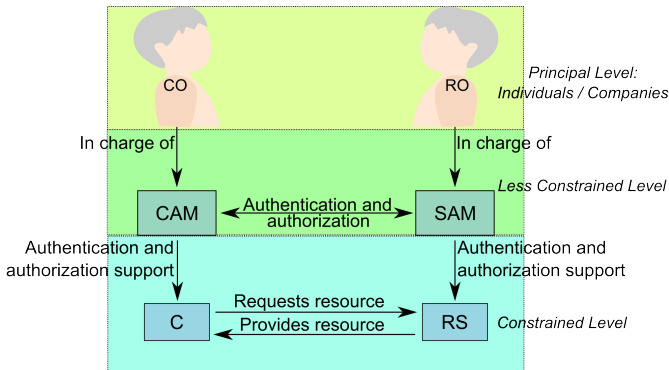 CO
RO
Principal Level:
Individuals / Companies
In charge of
In charge of
Less Constrained Level
CAM
Authentication and
authorization
SAM
Authentication and
authorization support
Authentication and
authorization support
Requests resource
C
RS
Constrained Level
Provides resource